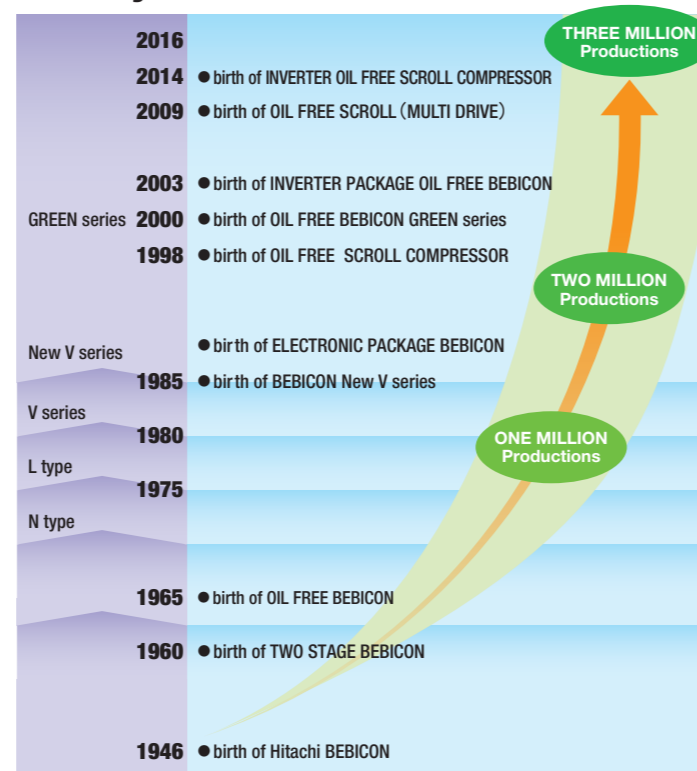 THREE MILLION
Productions
2016
2014 ● birth of INVERTER OIL FREE SCROLL COMPRESSOR
2009 ● birth of OIL FREE SCROLL (MULTI DRIVE)
2003 ● birth of INVERTER PACKAGE OIL FREE BEBICON
GREEN series 2000 ● birth of OIL FREE BEBICON GREEN series
1998 ● birth of OIL FREE SCROLL COMPRESSOR
TWO MILLION
Productions
● birth of ELECTRONIC PACKAGE BEBICON
New V series
1985 ● birth of BEBICON New V series
V series
1980
ONE MILLION
Productions
L type
1975
N type
1965 ● birth of OIL FREE BEBICON
1960 ● birth of TWO STAGE BEBICON
1946 ● birth of Hitachi BEBICON